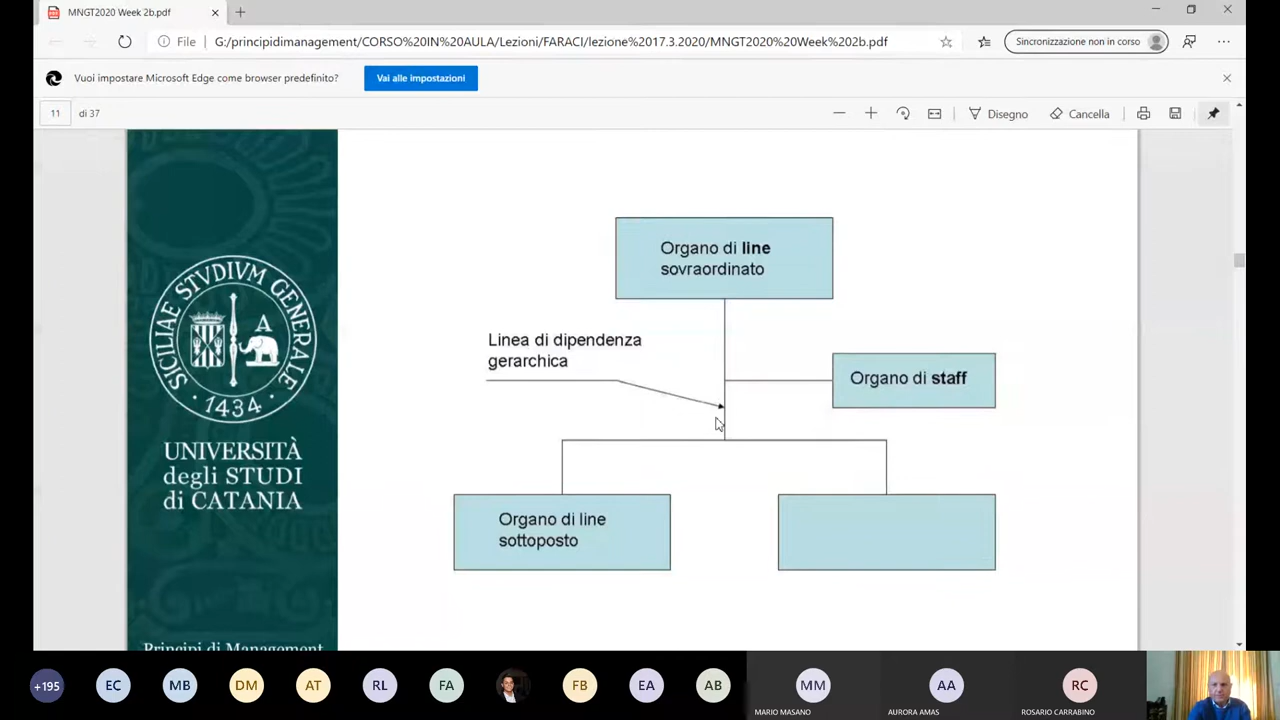 MNGT2020 Week 2b.pdf
File
G:/principidimanagement/CORSO%20IN%20AULA/Lezioni/FARACI/lezione%2017.3.2020/MNGT2020%20Week%202b.pdf
Sincronizzazione non in corso
Vuoi impostare Microsoft Edge come browser predefinito?
Vai alle impostazioni
11 di 37
Disegno
Cancella
Organo di line
sovraordinato
Linea di dipendenza
gerarchica
Organo di staff
Organo di line
sottoposto
SICILIAE STVDIVM GENERALE
A
· 1434 ·
UNIVERSITÀ
degli STUDI
di CATANIA
Principi di Management
+195
EC
MB
DM
AT
RL
FA
FB
EA
AB
MM
AA
RC
MARIO MASANO
AURORA AMAS
ROSARIO CARRABINO